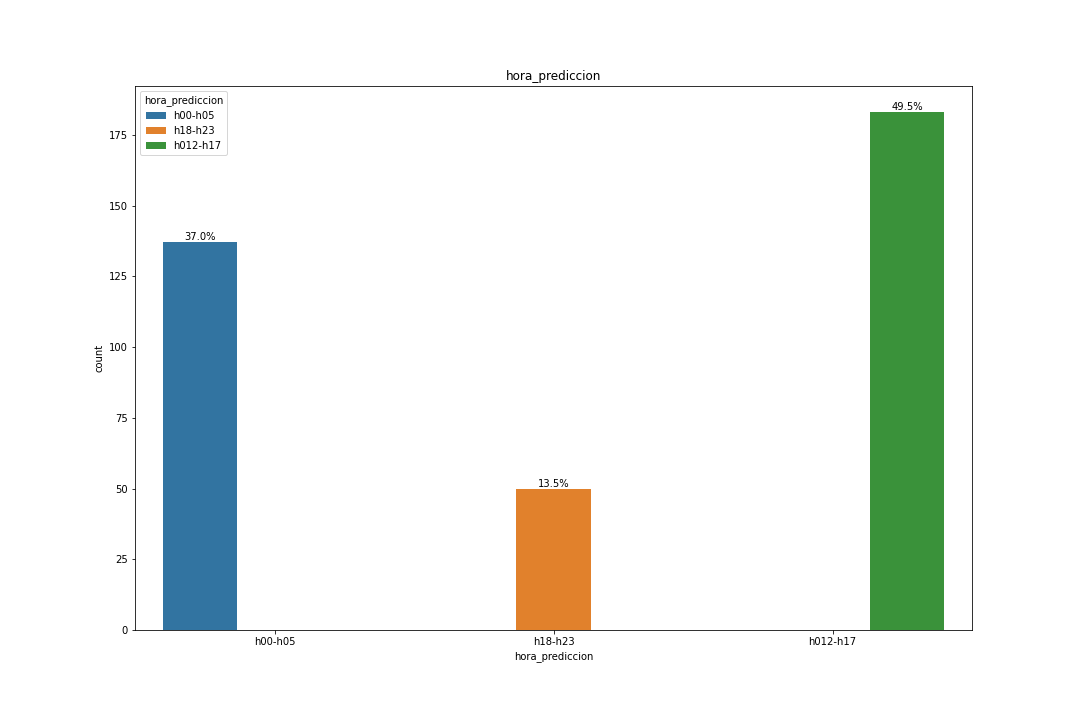 hora_prediccion
hora_prediccion
h00-h05
h18-h23
h012-h17
49.5%
37.0%
13.5%
175
150
125
100
75
50
25
0
count
h00-h05 h18-h23 h012-h17
hora_prediccion